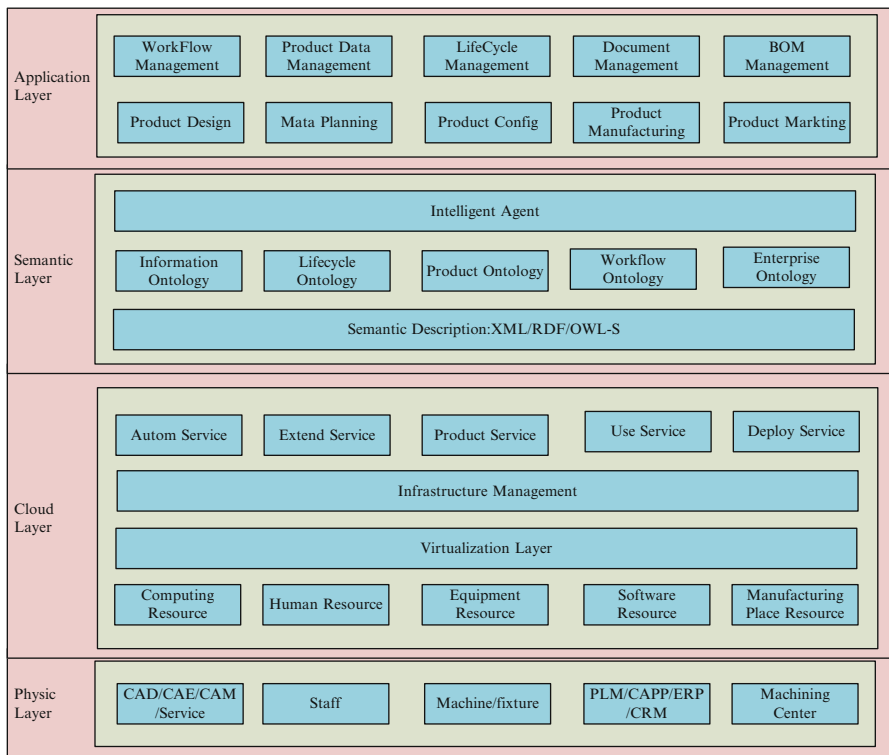 Application
Layer
WorkFlow
Management
Product Data
Management
LifeCycle
Management
Document
Management
BOM
Management
Product Design
Mata Planning
Product Config
Product
Manufacturing
Product Markting
Semantic
Layer
Intelligent Agent
Information
Ontology
Lifecycle
Ontology
Product Ontology
Workflow
Ontology
Enterprise
Ontology
Semantic Description:XML/RDF/OWL-S
Cloud
Layer
Autom Service
Extend Service
Product Service
Use Service
Deploy Service
Infrastructure Management
Virtualization Layer
Computing
Resource
Human Resource
Equipment
Resource
Software
Resource
Manufacturing
Place Resource
Physic
Layer
CAD/CAE/CAM
/Service
Staff
Machine/fixture
PLM/CAPP/ERP
/CRM
Machining
Center